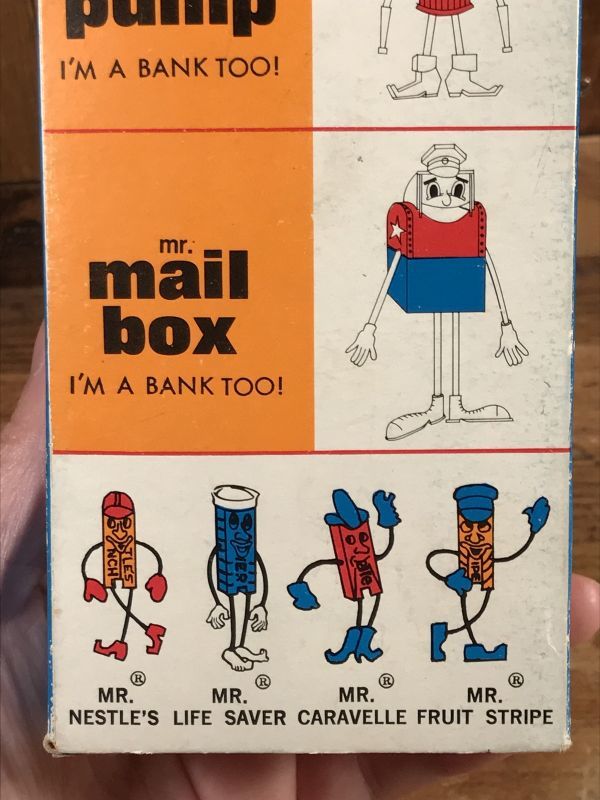 pump
I'M A BANK TOO!
mr.
mail
box
I'M A BANK TOO!
® ® ® ®
MR. MR. MR. MR.
NESTLE'S LIFE SAVER CARAVELLE FRUIT STRIPE